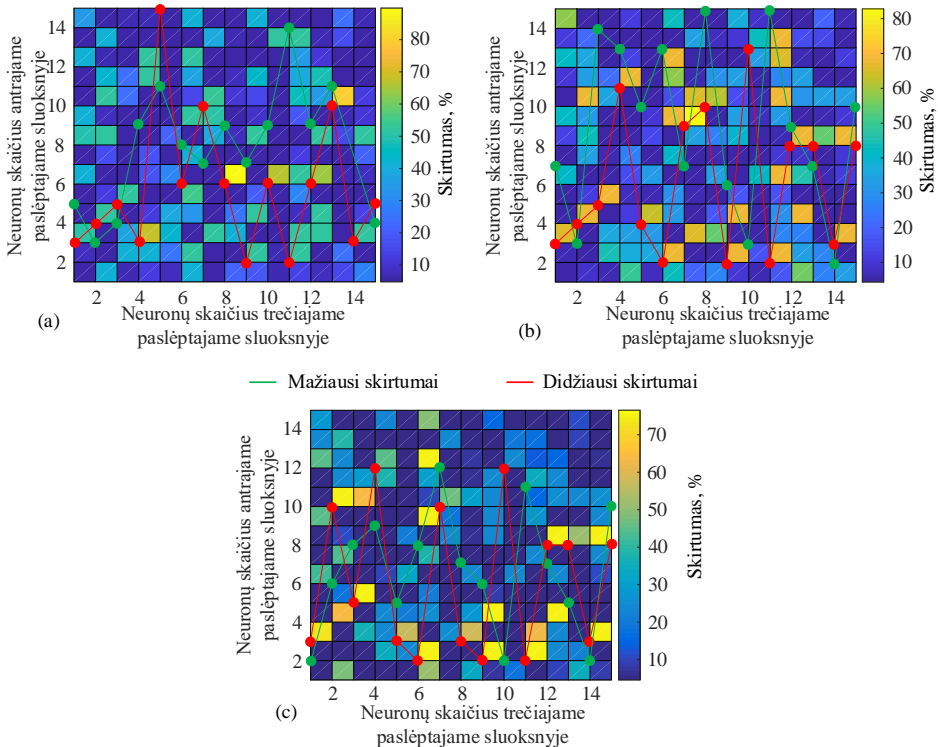 14
12
10
8
6
4
2
Neuronų skaičius antrajame
paslėptajame sluoksnyje
2 4 6 8 10 12 14
80
70
60
50
40
30
20
10
Skirtumas, %
(a)
Neuronų skaičius trečiajame
paslėptajame sluoksnyje
14
12
10
8
6
4
2
Neuronų skaičius antrajame
paslėptajame sluoksnyje
2 4 6 8 10 12 14
80
70
60
50
40
30
20
10
Skirtumas, %
(b)
Neuronų skaičius trečiajame
paslėptajame sluoksnyje
Mažiausi skirtumai
Didžiausi skirtumai
14
12
10
8
6
4
2
Neuronų skaičius antrajame
paslėptajame sluoksnyje
2 4 6 8 10 12 14
70
60
50
40
30
20
10
Skirtumas, %
(c)
Neuronų skaičius trečiajame
paslėptajame sluoksnyje